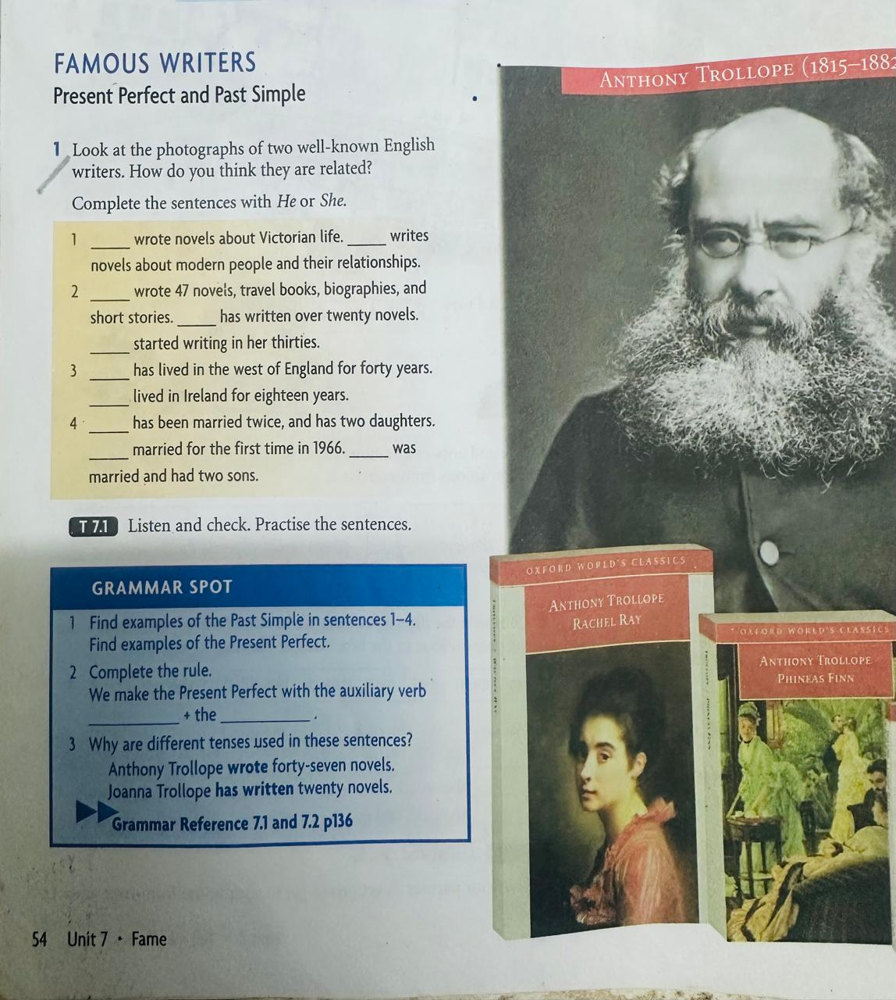 FAMOUS WRITERS
Present Perfect and Past Simple
1 Look at the photographs of two well-known English
writers. How do you think they are related?
Complete the sentences with He or She.
1 _____ wrote novels about Victorian life. _____ writes
novels about modern people and their relationships.
2 _____ wrote 47 novels, travel books, biographies, and
short stories. _____ has written over twenty novels.
_____ started writing in her thirties.
3 _____ has lived in the west of England for forty years.
_____ lived in Ireland for eighteen years.
4 _____ has been married twice, and has two daughters.
_____ married for the first time in 1966. _____ was
married and had two sons.
T 7.1 Listen and check. Practise the sentences.
GRAMMAR SPOT
1 Find examples of the Past Simple in sentences 1–4.
Find examples of the Present Perfect.
2 Complete the rule.
We make the Present Perfect with the auxiliary verb
__________ + the __________ .
3 Why are different tenses used in these sentences?
Anthony Trollope wrote forty-seven novels.
Joanna Trollope has written twenty novels.
Grammar Reference 7.1 and 7.2 p136
54 Unit 7 • Fame
ANTHONY TROLLOPE (1815–1882
OXFORD WORLD'S CLASSICS
ANTHONY TROLLOPE
RACHEL RAY
OXFORD WORLD'S CLASSICS
ANTHONY TROLLOPE
PHINEAS FINN